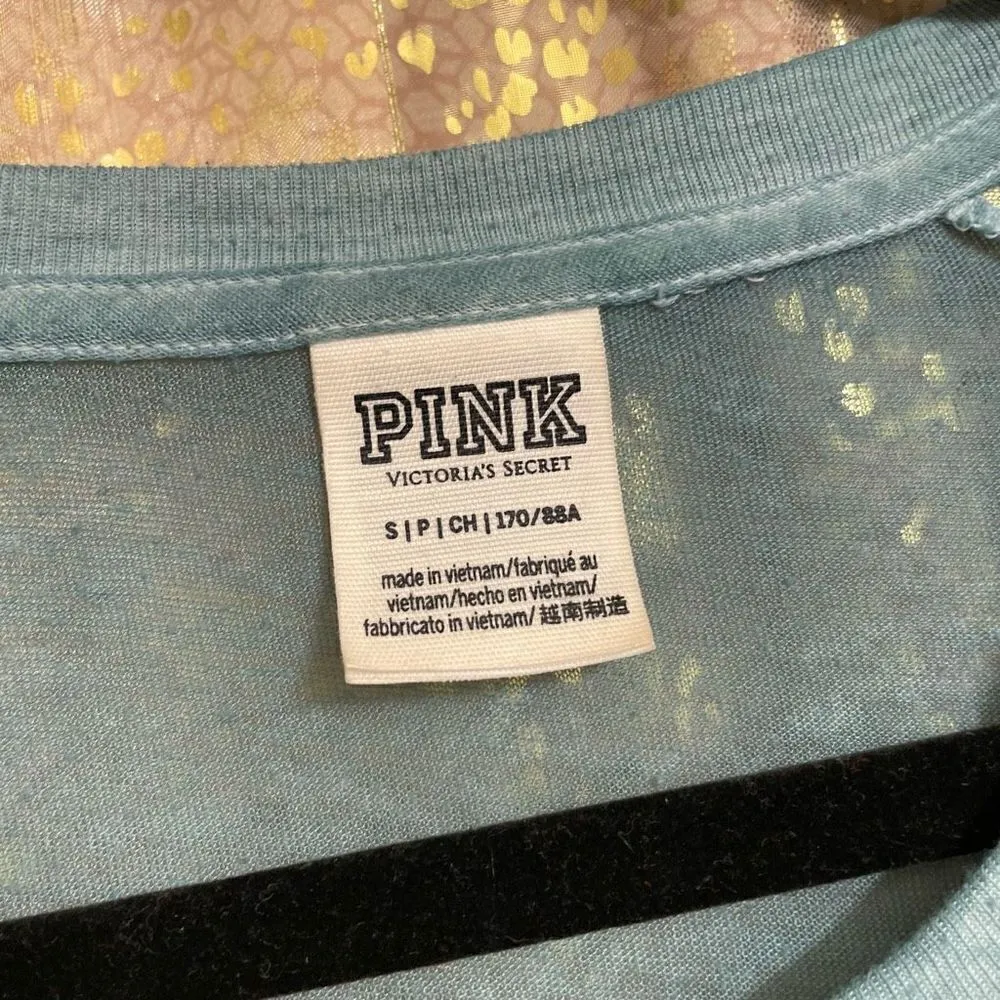 PINK
VICTORIA'S SECRET
S | P | CH | 170/88A
made in vietnam/fabriqué au
vietnam/hecho en vietnam/
fabbricato in vietnam/ 越南制造